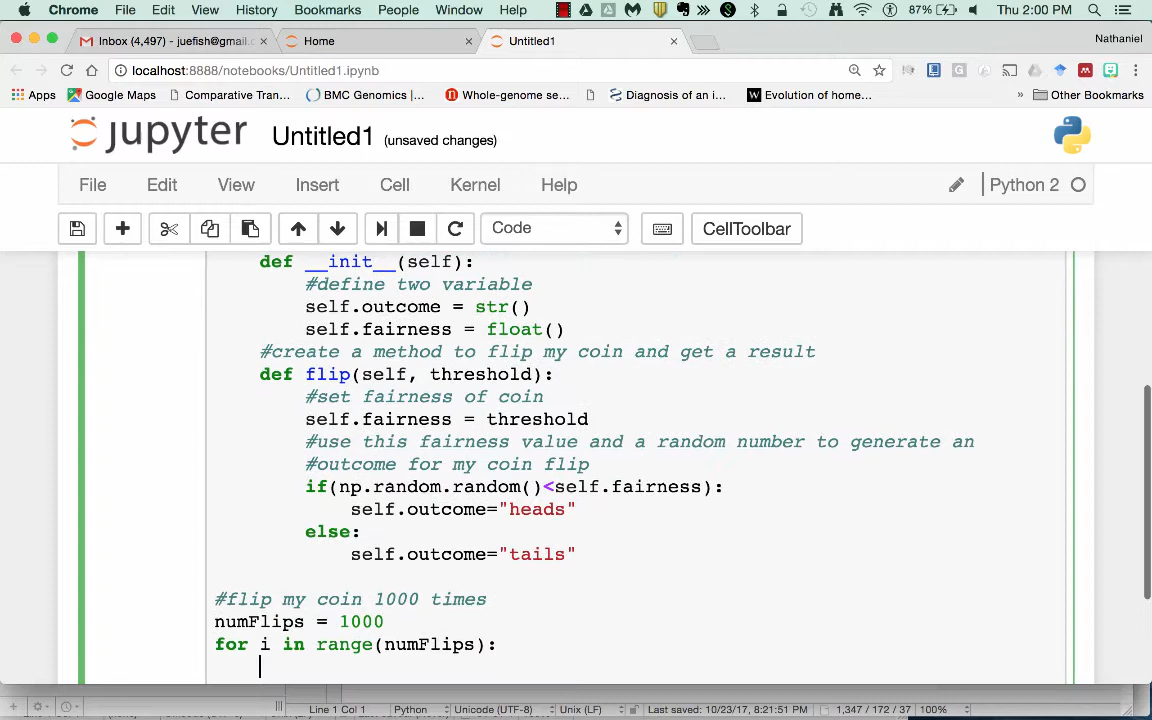 Chrome File Edit View History Bookmarks People Window Help 87% Thu 2:00 PM
Inbox (4,497) - juefish@gmail.c Home Untitled1 Nathaniel
localhost:8888/notebooks/Untitled1.ipynb
Apps Google Maps Comparative Tran... BMC Genomics |... Whole-genome se... Diagnosis of an i... Evolution of home... » Other Bookmarks
jupyter Untitled1 (unsaved changes)
File Edit View Insert Cell Kernel Help Python 2
Code CellToolbar
def __init__(self):
#define two variable
self.outcome = str()
self.fairness = float()
#create a method to flip my coin and get a result
def flip(self, threshold):
#set fairness of coin
self.fairness = threshold
#use this fairness value and a random number to generate an
#outcome for my coin flip
if(np.random.random()<self.fairness):
self.outcome="heads"
else:
self.outcome="tails"
#flip my coin 1000 times
numFlips = 1000
for i in range(numFlips):
Line 1 Col 1 Python Unicode (UTF-8) Unix (LF) Last saved: 10/23/17, 8:21:51 PM 1,347 / 172 / 37 100%